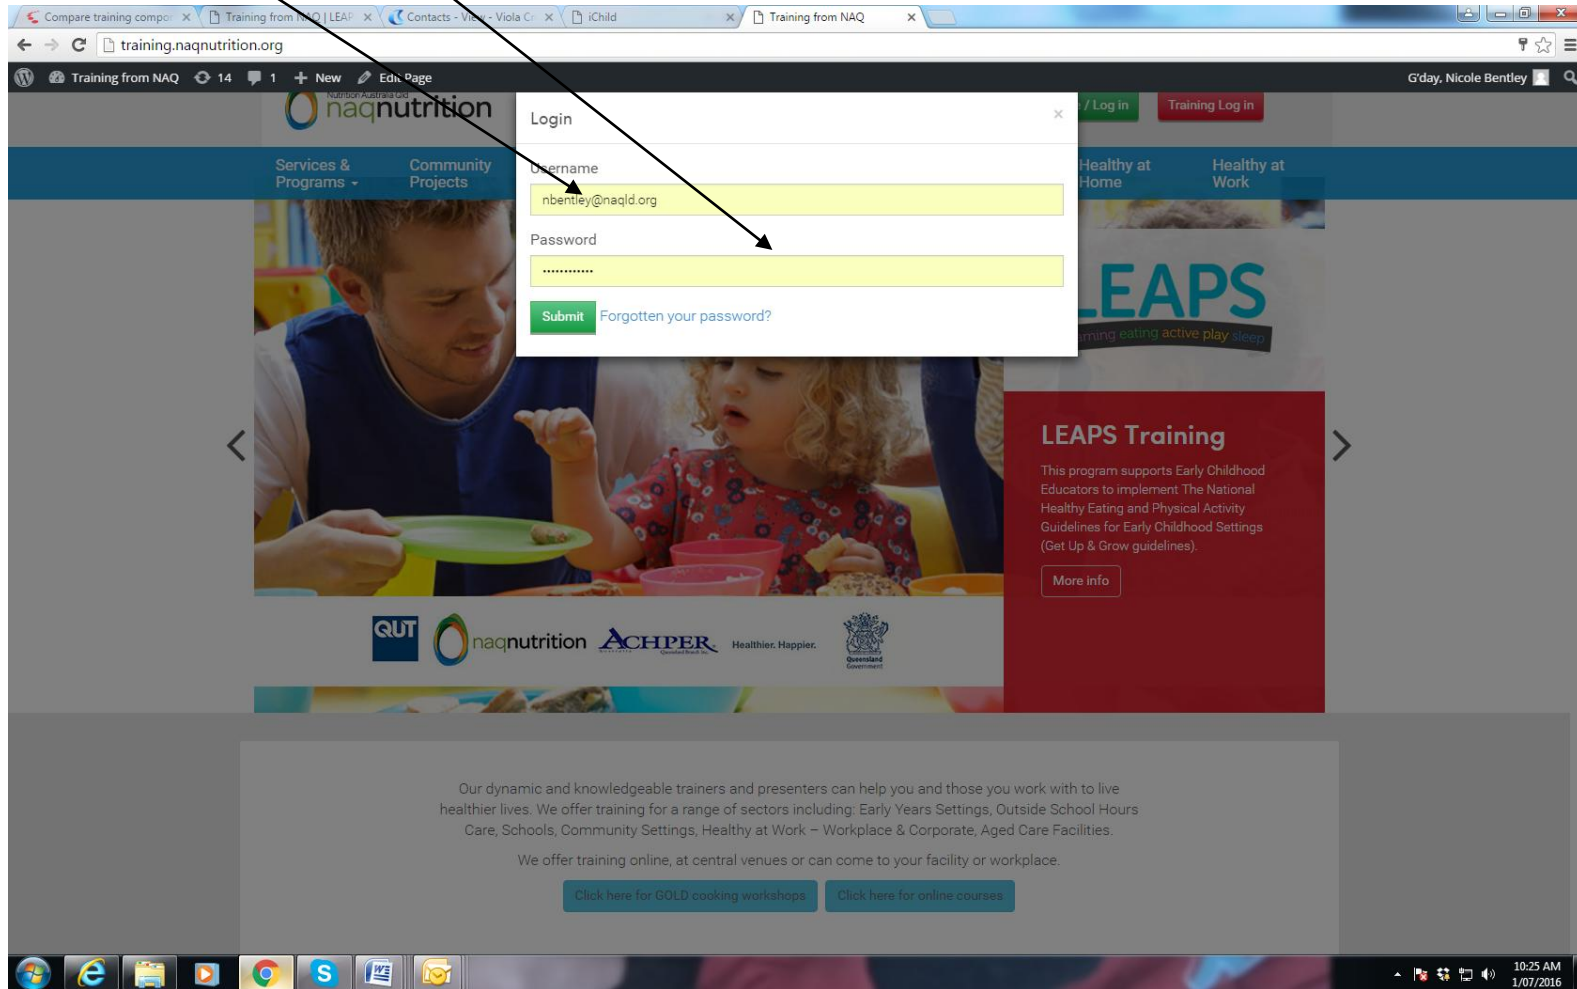 Compare training compo
Training from NAQ | LEAP
Contacts - View - Viola Cr
iChild
Training from NAQ
training.naqnutrition.org
Training from NAQ 14 1 + New Edit Page
G'day, Nicole Bentley
Nutrition Australia Qld
naqnutrition
/ Log in
Training Log in
Services &
Programs
Community
Projects
Healthy at
Home
Healthy at
Work
Login
×
Username
nbentley@naqld.org
Password
••••••••••••
Submit Forgotten your password?
LEAPS
eating active play sleep
LEAPS Training
This program supports Early Childhood
Educators to implement The National
Healthy Eating and Physical Activity
Guidelines for Early Childhood Settings
(Get Up & Grow guidelines).
More info
QUT
naqnutrition
ACHPER
Healthier. Happier.
Queensland
Government
Our dynamic and knowledgeable trainers and presenters can help you and those you work with to live
healthier lives. We offer training for a range of sectors including: Early Years Settings, Outside School Hours
Care, Schools, Community Settings, Healthy at Work – Workplace & Corporate, Aged Care Facilities.
We offer training online, at central venues or can come to your facility or workplace.
Click here for GOLD cooking workshops
Click here for online courses
10:25 AM
1/07/2016